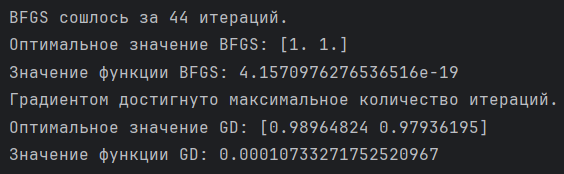 BFGS сошлось за 44 итераций.
Оптимальное значение BFGS: [1. 1.]
Значение функции BFGS: 4.1570976276536516e-19
Градиентом достигнуто максимальное количество итераций.
Оптимальное значение GD: [0.98964824 0.97936195]
Значение функции GD: 0.00010733271752520967